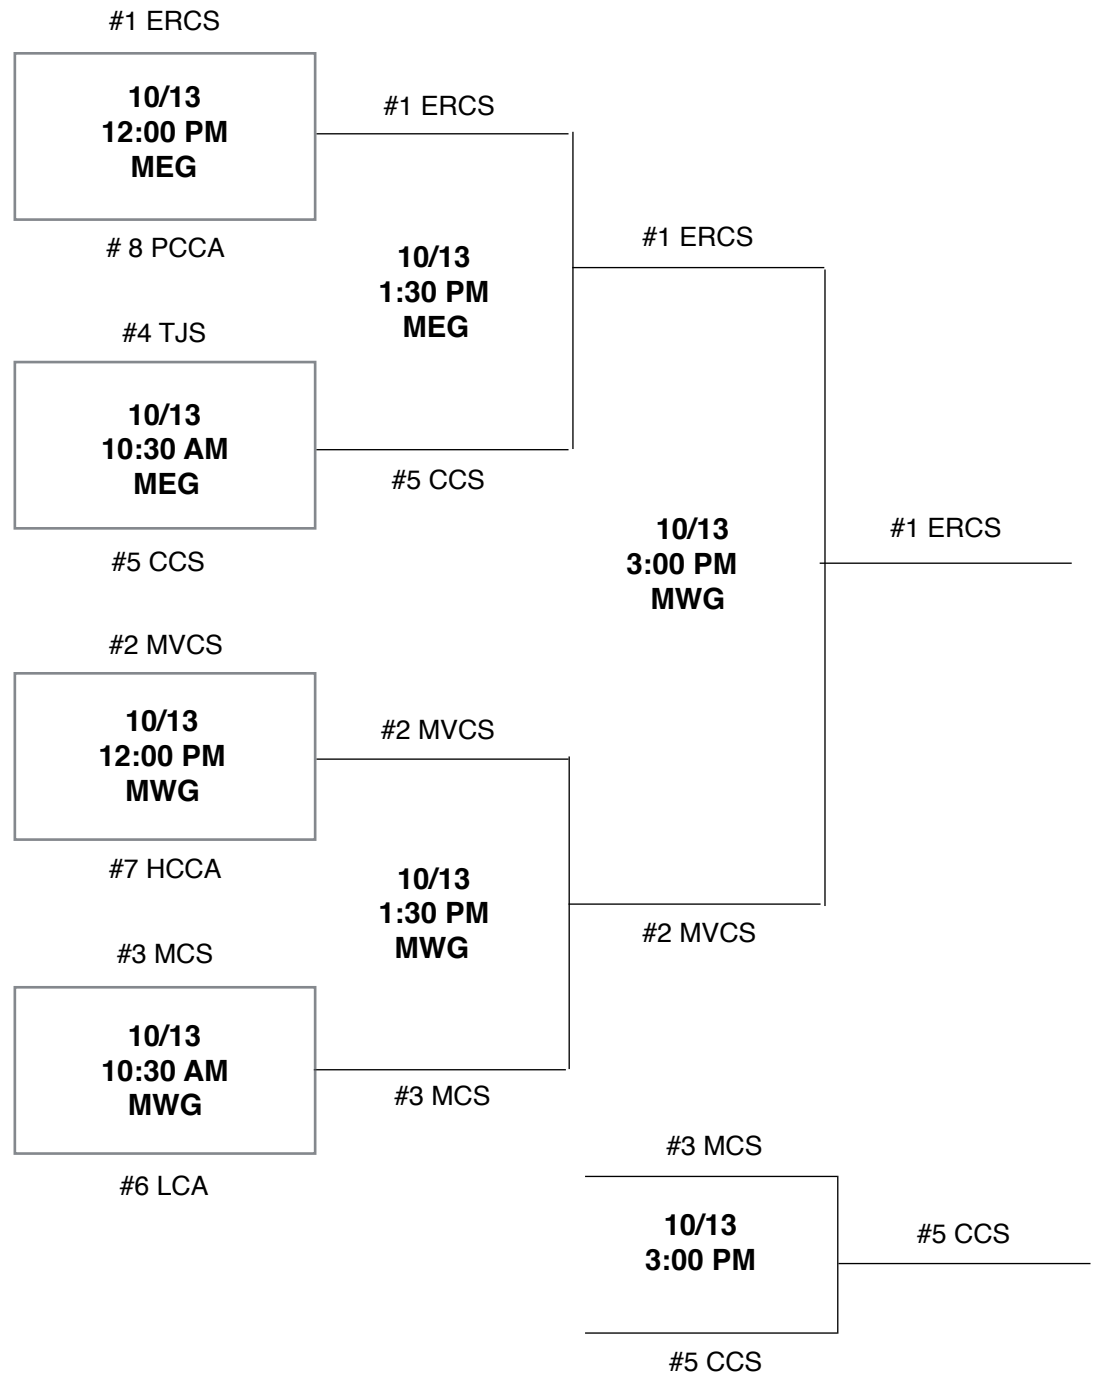 #1 ERCS
10/13
12:00 PM
MEG
# 8 PCCA
#1 ERCS
#4 TJS
10/13
10:30 AM
MEG
#5 CCS
10/13
1:30 PM
MEG
#5 CCS
#1 ERCS
#2 MVCS
10/13
12:00 PM
MWG
#7 HCCA
#2 MVCS
#3 MCS
10/13
10:30 AM
MWG
#6 LCA
10/13
1:30 PM
MWG
#3 MCS
#2 MVCS
10/13
3:00 PM
MWG
#1 ERCS
#3 MCS
10/13
3:00 PM
#5 CCS
#5 CCS